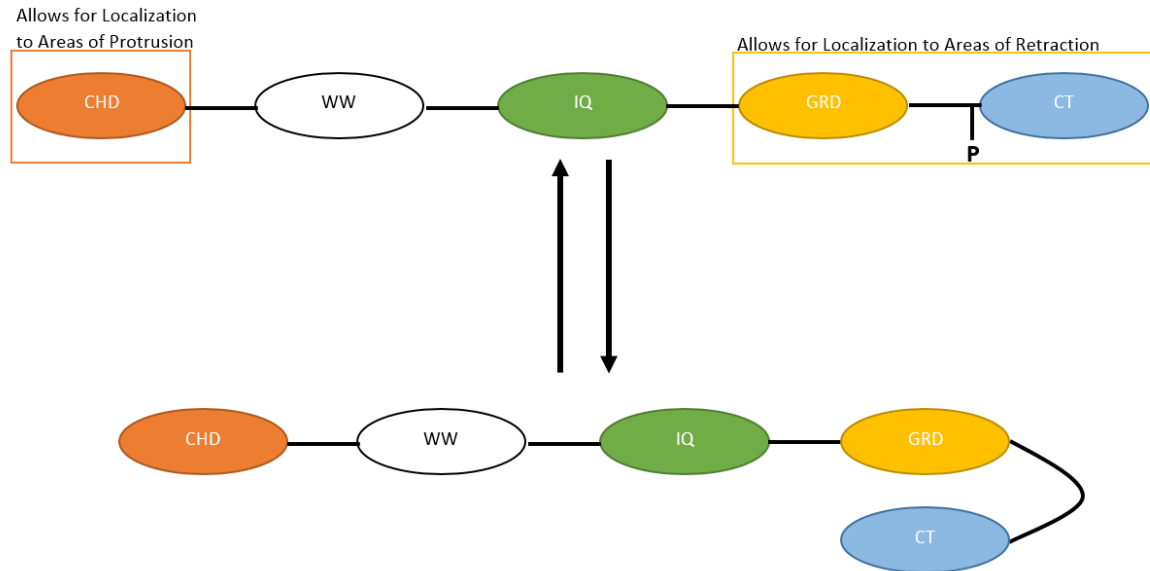 Allows for Localization
to Areas of Protrusion
Allows for Localization to Areas of Retraction
CHD
WW
IQ
GRD
CT
P
CHD
WW
IQ
GRD
CT